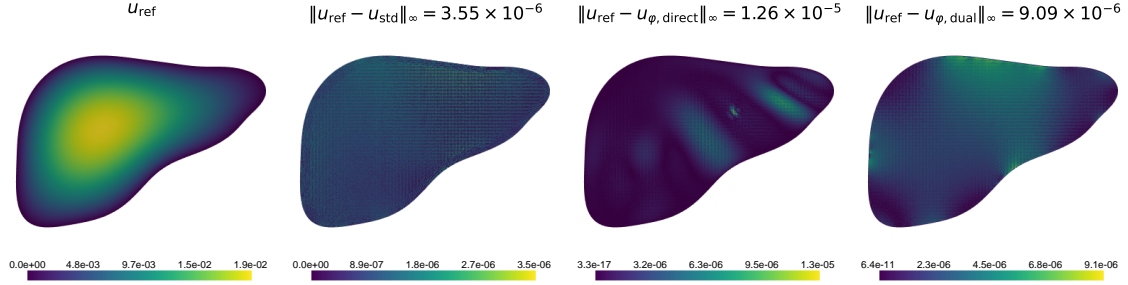 u_ref
‖u_ref − u_std‖_∞ = 3.55 × 10^−6
‖u_ref − u_φ, direct‖_∞ = 1.26 × 10^−5
‖u_ref − u_φ, dual‖_∞ = 9.09 × 10^−6
0.0e+00 4.8e-03 9.7e-03 1.5e-02 1.9e-02
0.0e+00 8.9e-07 1.8e-06 2.7e-06 3.5e-06
3.3e-17 3.2e-06 6.3e-06 9.5e-06 1.3e-05
6.4e-11 2.3e-06 4.5e-06 6.8e-06 9.1e-06